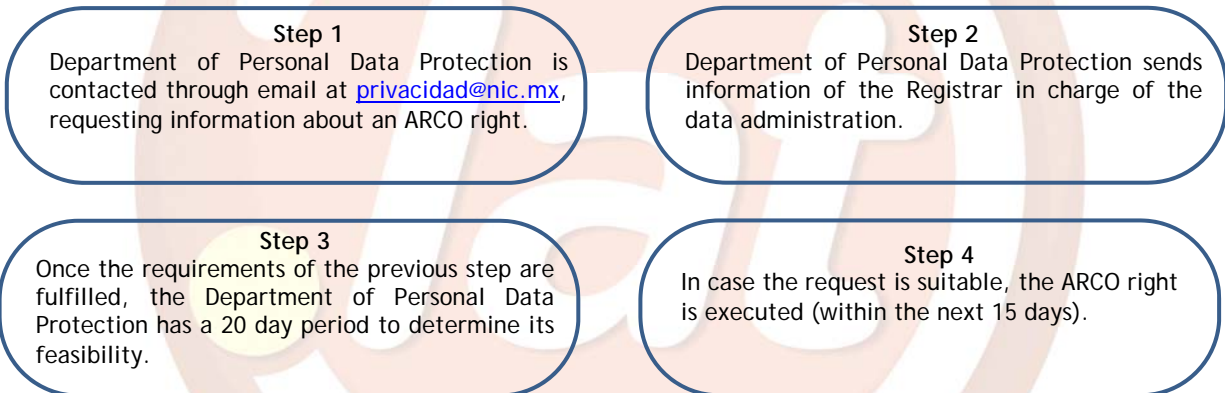 Step 1
Department of Personal Data Protection is
contacted through email at privacidad@nic.mx,
requesting information about an ARCO right.
Step 2
Department of Personal Data Protection sends
information of the Registrar in charge of the
data administration.
Step 3
Once the requirements of the previous step are
fulfilled, the Department of Personal Data
Protection has a 20 day period to determine its
feasibility.
Step 4
In case the request is suitable, the ARCO right
is executed (within the next 15 days).
lat